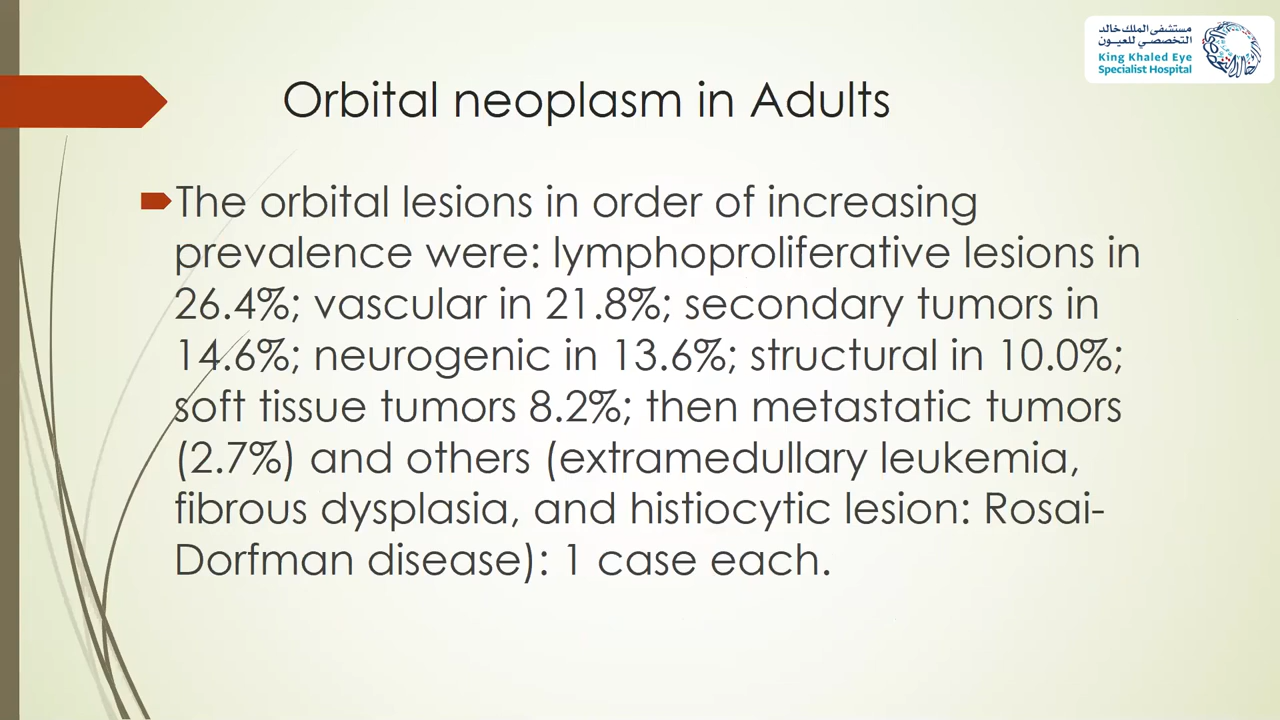 مستشفى الملك خالد
التخصصي للعيون
King Khaled Eye
Specialist Hospital
Orbital neoplasm in Adults
The orbital lesions in order of increasing
prevalence were: lymphoproliferative lesions in
26.4%; vascular in 21.8%; secondary tumors in
14.6%; neurogenic in 13.6%; structural in 10.0%;
soft tissue tumors 8.2%; then metastatic tumors
(2.7%) and others (extramedullary leukemia,
fibrous dysplasia, and histiocytic lesion: Rosai-
Dorfman disease): 1 case each.